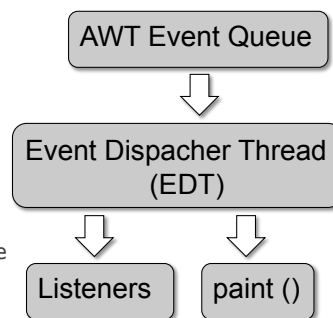 AWT Event Queue
Event Dispacher Thread
(EDT)
e
Listeners
paint ()